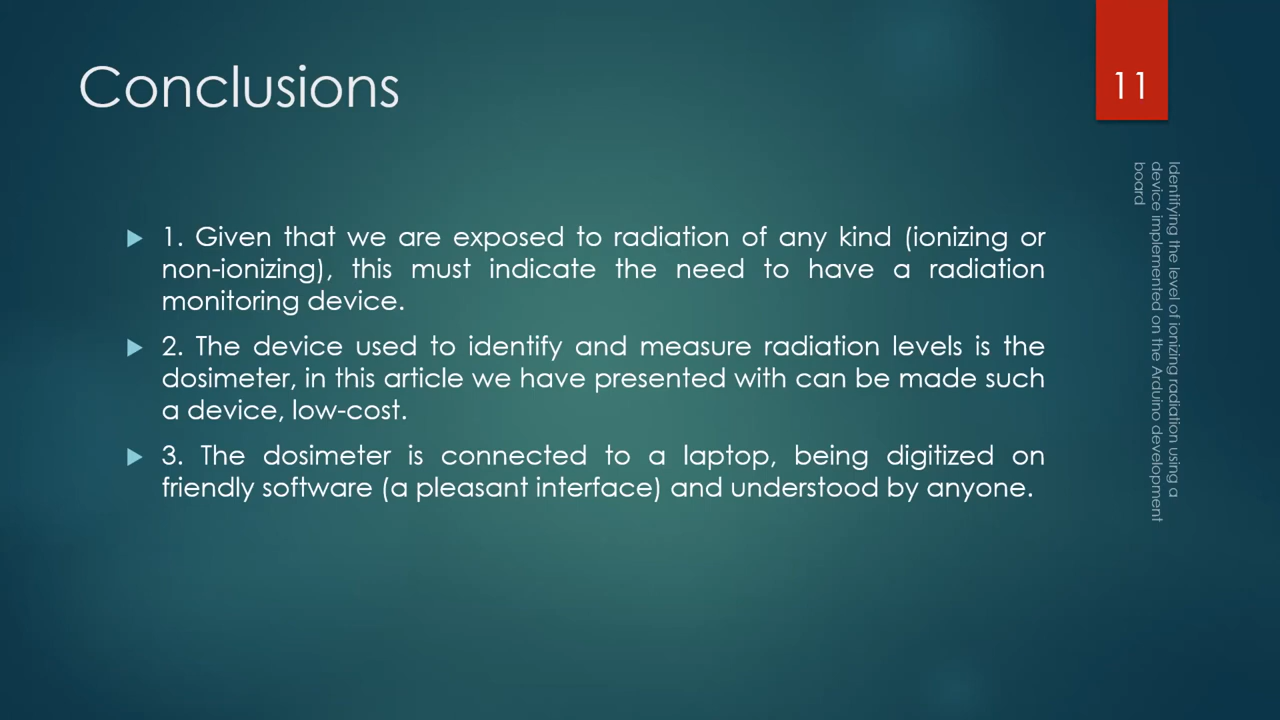 Conclusions
11
1. Given that we are exposed to radiation of any kind (ionizing or
non-ionizing), this must indicate the need to have a radiation
monitoring device.
2. The device used to identify and measure radiation levels is the
dosimeter, in this article we have presented with can be made such
a device, low-cost.
3. The dosimeter is connected to a laptop, being digitized on
friendly software (a pleasant interface) and understood by anyone.
Identifying the level of ionizing radiation using a
device implemented on the Arduino development
board